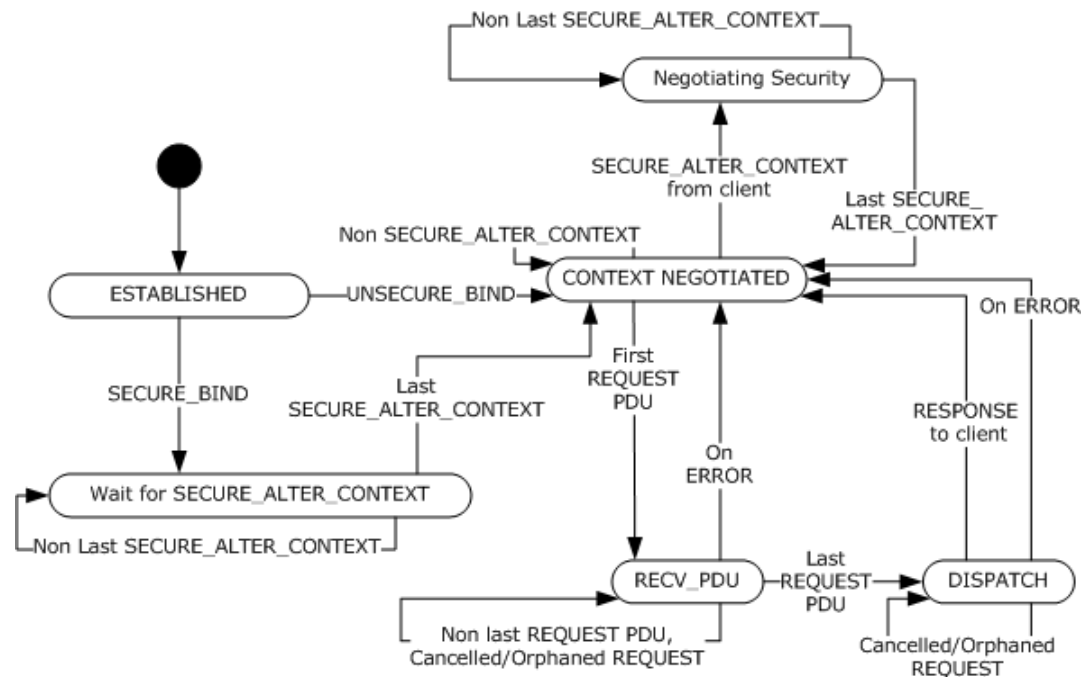 Non Last SECURE_ALTER_CONTEXT
Negotiating Security
SECURE_ALTER_CONTEXT
from client
Last SECURE_
ALTER_CONTEXT
Non SECURE_ALTER_CONTEXT
ESTABLISHED
UNSECURE_BIND
CONTEXT NEGOTIATED
On ERROR
SECURE_BIND
Last
SECURE_ALTER_CONTEXT
First
REQUEST
PDU
RESPONSE
to client
On
ERROR
Wait for SECURE_ALTER_CONTEXT
Non Last SECURE_ALTER_CONTEXT
RECV_PDU
Last
REQUEST
PDU
DISPATCH
Non last REQUEST PDU,
Cancelled/Orphaned REQUEST
Cancelled/Orphaned
REQUEST